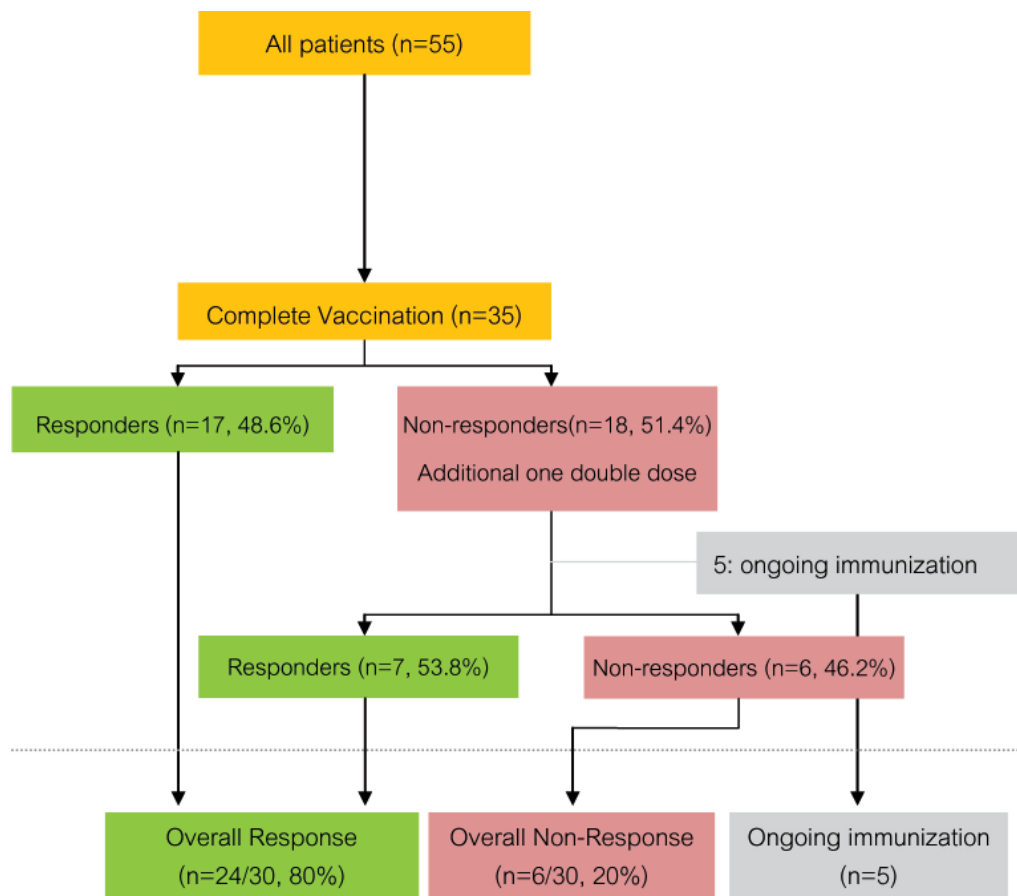 All patients (n=55)
Complete Vaccination (n=35)
Responders (n=17, 48.6%)
Non-responders(n=18, 51.4%)
Additional one double dose
5: ongoing immunization
Responders (n=7, 53.8%)
Non-responders (n=6, 46.2%)
Overall Response
(n=24/30, 80%)
Overall Non-Response
(n=6/30, 20%)
Ongoing immunization
(n=5)